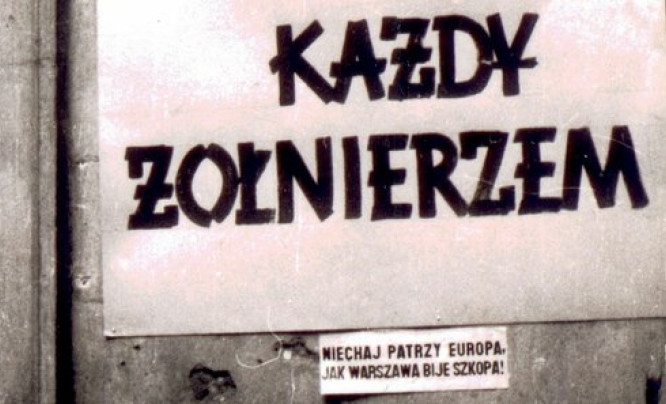 KAŻDY
ŻOŁNIERZEM
NIECHAJ PATRZY EUROPA,
JAK WARSZAWA BIJE SZKOPA!